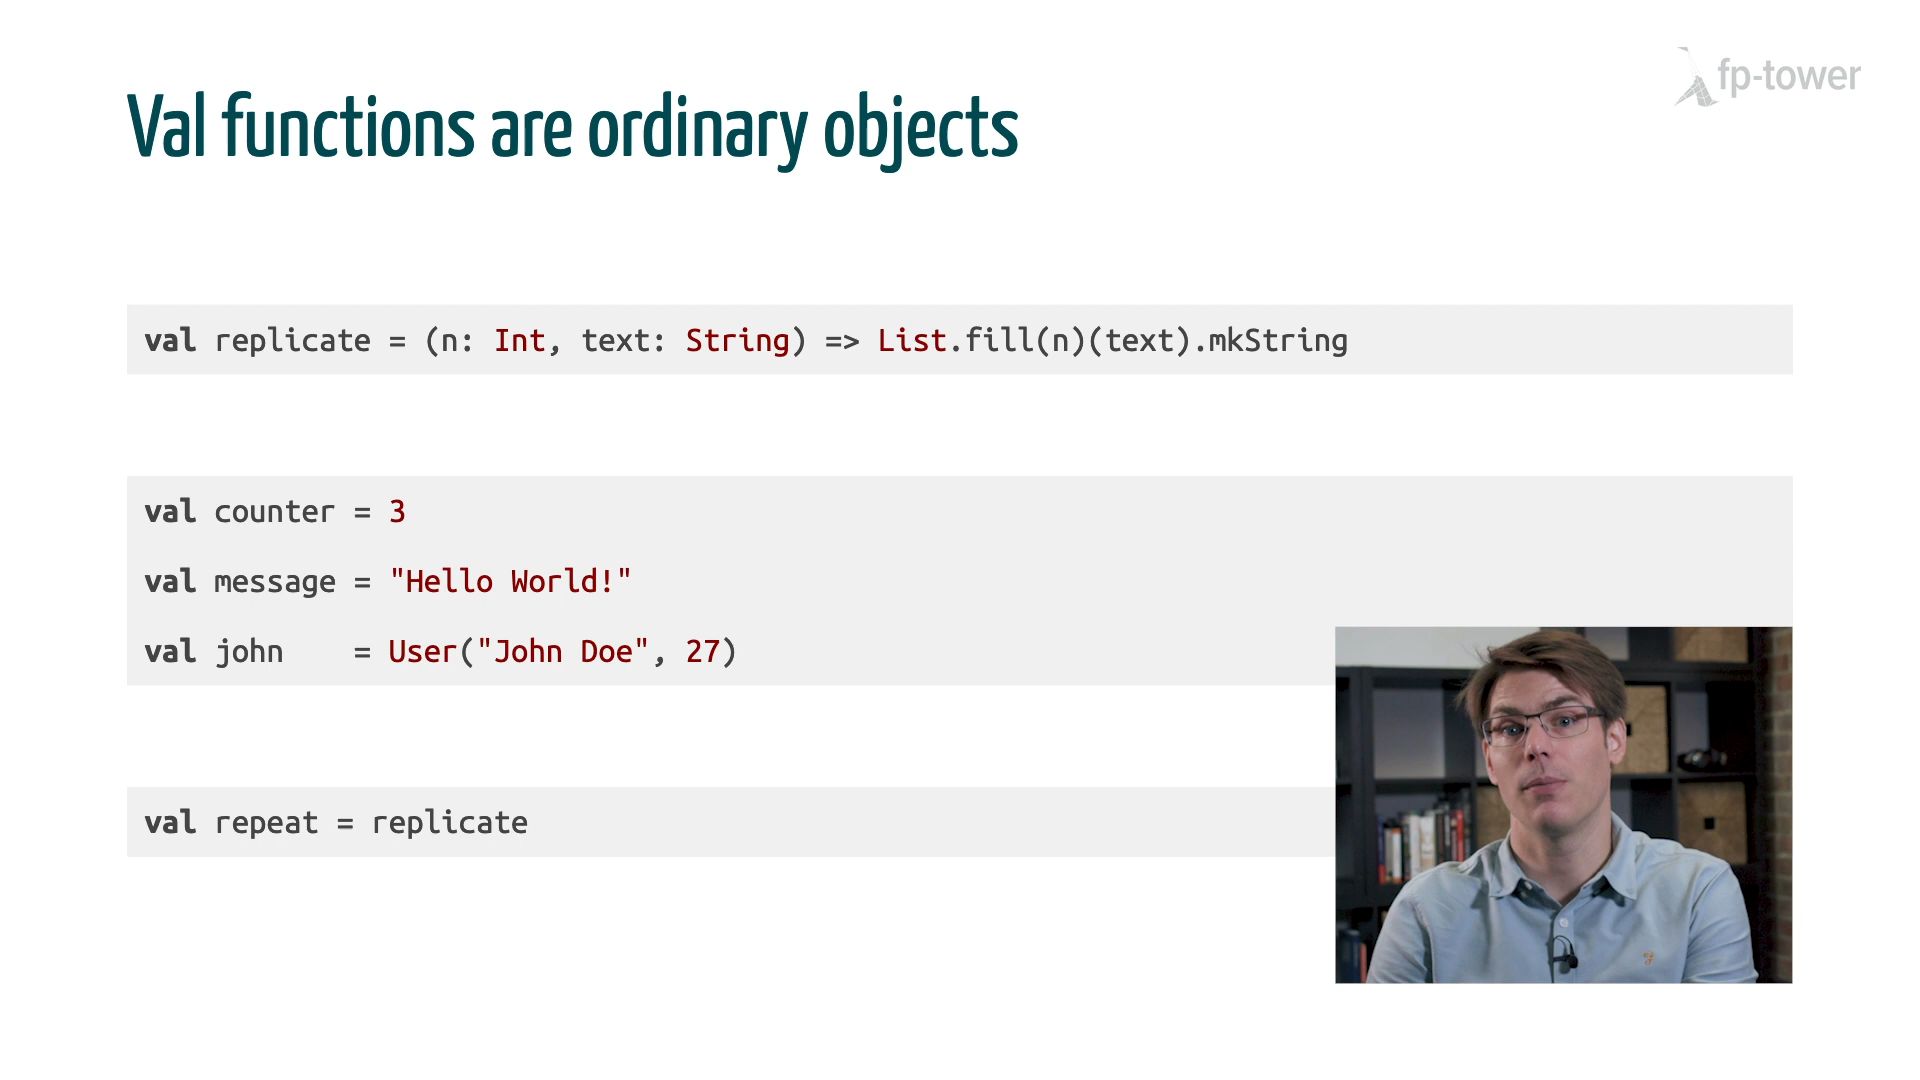 fp-tower
Val functions are ordinary objects
val replicate = (n: Int, text: String) => List.fill(n)(text).mkString
val counter = 3
val message = "Hello World!"
val john    = User("John Doe", 27)
val repeat = replicate